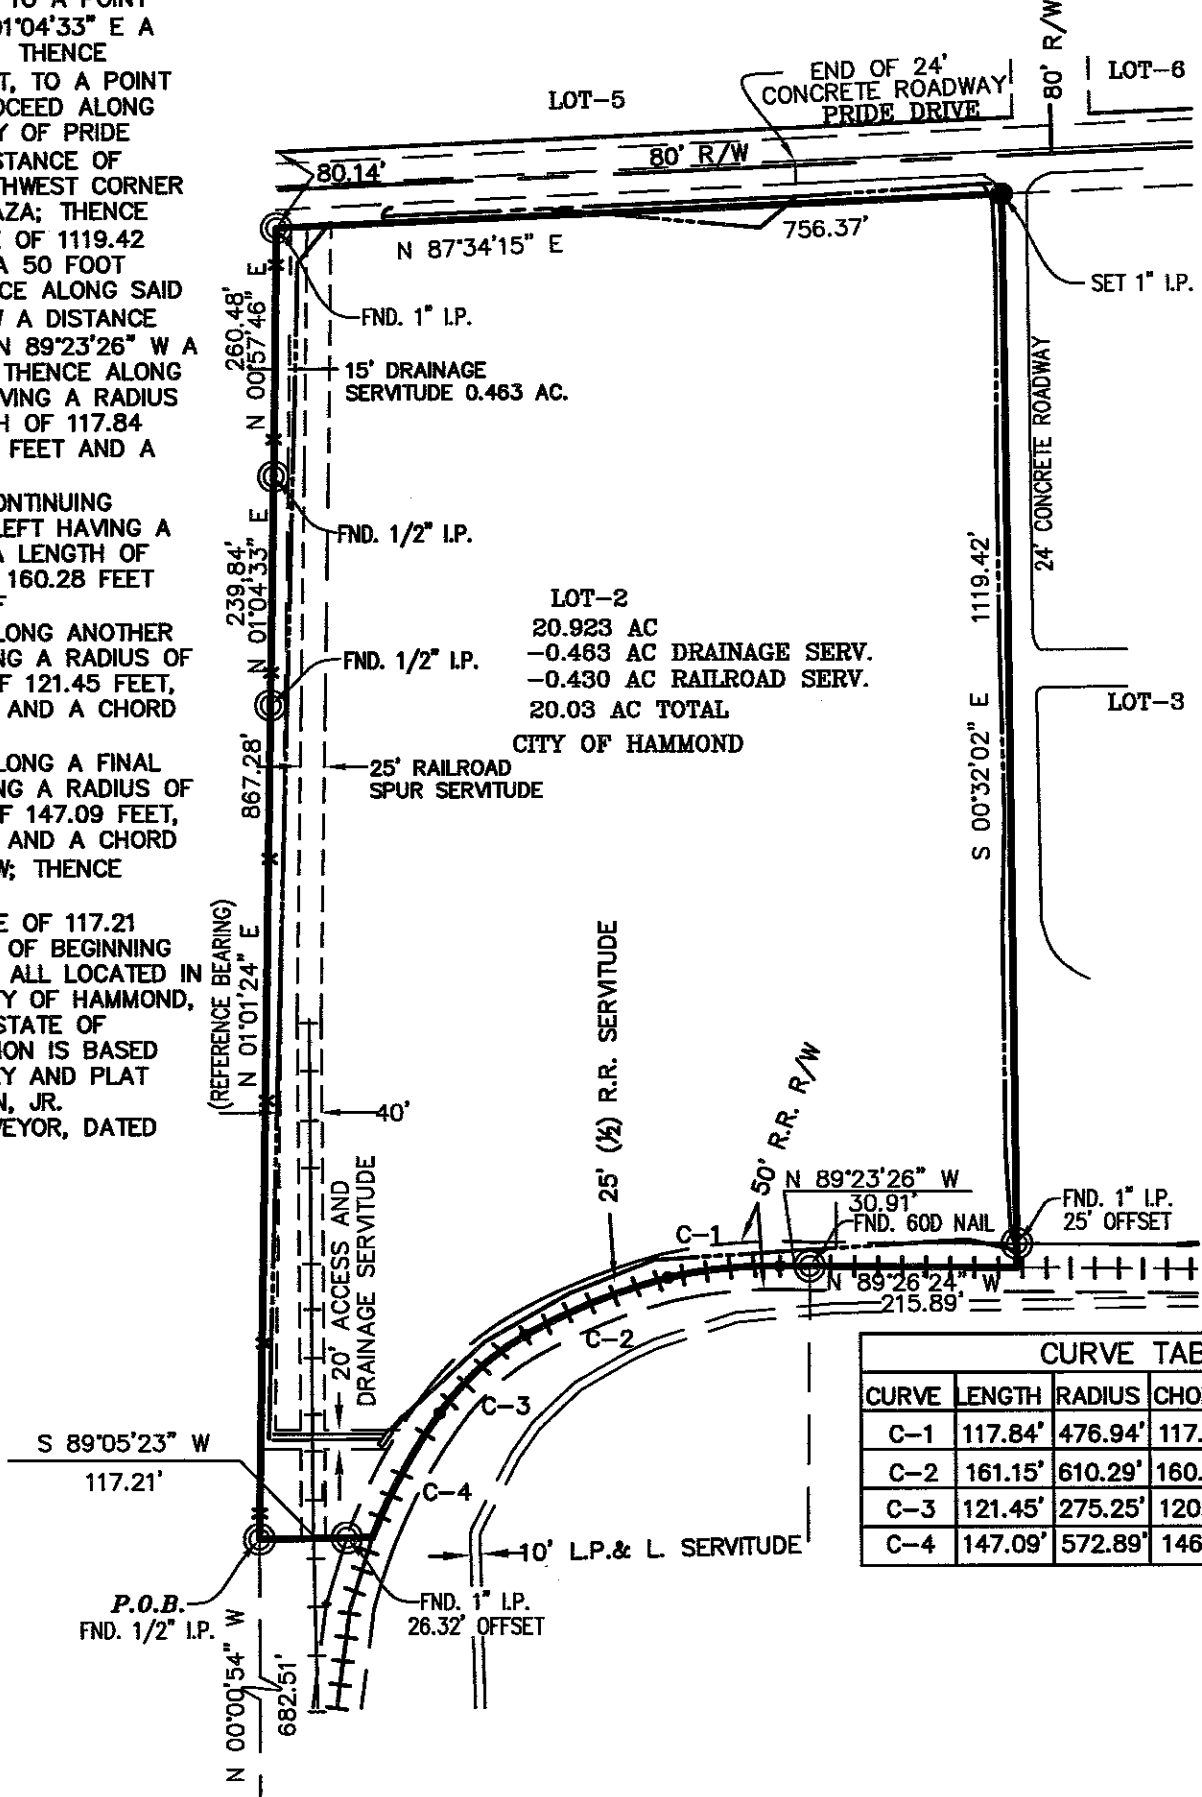 TO A POINT
01°04'33" E A
THENCE
T, TO A POINT
OCEED ALONG
Y OF PRIDE
STANCE OF
THWEST CORNER
AZA; THENCE
E OF 1119.42
A 50 FOOT
CE ALONG SAID
W A DISTANCE
N 89°23'26" W A
THENCE ALONG
VING A RADIUS
H OF 117.84
FEET AND A
ONTINUING
LEFT HAVING A
A LENGTH OF
160.28 FEET
F
LONG ANOTHER
NG A RADIUS OF
F 121.45 FEET,
AND A CHORD
LONG A FINAL
NG A RADIUS OF
F 147.09 FEET,
AND A CHORD
W; THENCE
E OF 117.21
OF BEGINNING
ALL LOCATED IN
TY OF HAMMOND,
STATE OF
ION IS BASED
EY AND PLAT
N, JR.
VEYOR, DATED
LOT-5
END OF 24'
CONCRETE ROADWAY
PRIDE DRIVE
80' R/W
LOT-6
80.14'
80' R/W
N 87°34'15" E
756.37'
SET 1" I.P.
FND. 1" I.P.
260.48'
N 00°57'46" E
15' DRAINAGE
SERVITUDE 0.463 AC.
24' CONCRETE ROADWAY
FND. 1/2" I.P.
239.84'
N 01°04'33" E
FND. 1/2" I.P.
LOT-2
20.923 AC
-0.463 AC DRAINAGE SERV.
-0.430 AC RAILROAD SERV.
20.03 AC TOTAL
CITY OF HAMMOND
S 00°32'02" E 1119.42'
LOT-3
867.28'
25' RAILROAD
SPUR SERVITUDE
(REFERENCE BEARING)
N 01°01'24" E
40'
25' (½) R.R. SERVITUDE
50' R.R. R/W
20' ACCESS AND
DRAINAGE SERVITUDE
N 89°23'26" W
30.91'
FND. 60D NAIL
FND. 1" I.P.
25' OFFSET
C-1
N 89°26'24" W
215.89'
C-2
C-3
C-4
S 89°05'23" W
117.21'
10' L.P.& L. SERVITUDE
P.O.B.
FND. 1/2" I.P.
FND. 1" I.P.
26.32' OFFSET
N 00°00'54" W
682.51'
CURVE TAB
CURVE LENGTH RADIUS CHO
C-1 117.84' 476.94' 117.
C-2 161.15' 610.29' 160.
C-3 121.45' 275.25' 120
C-4 147.09' 572.89' 146